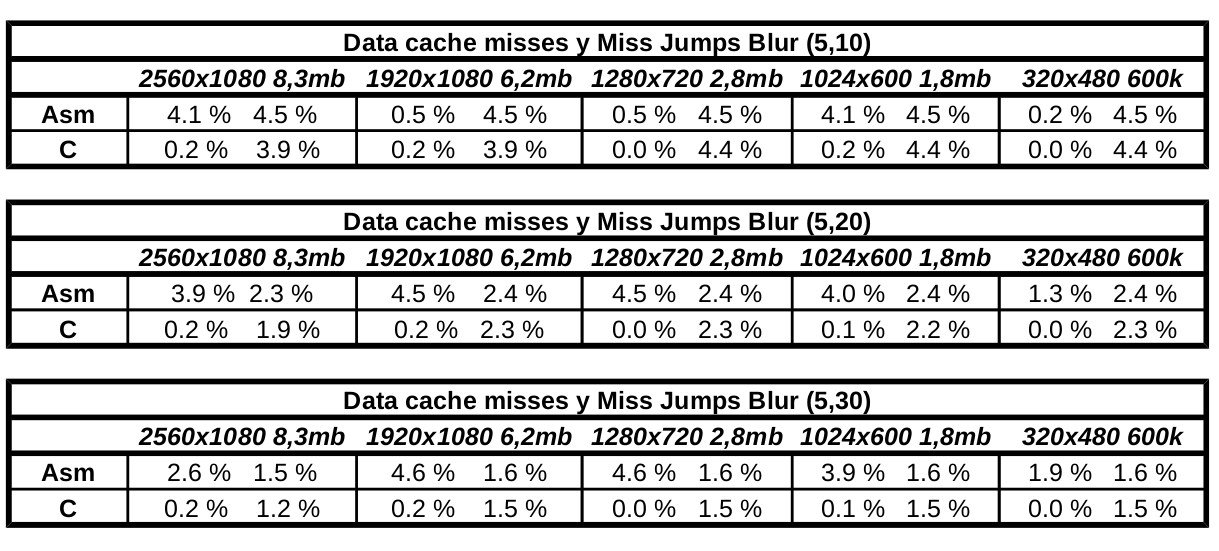 Data cache misses y Miss Jumps Blur (5,10)
2560x1080 8,3mb 1920x1080 6,2mb 1280x720 2,8mb 1024x600 1,8mb 320x480 600k
Asm 4.1 % 4.5 % 0.5 % 4.5 % 0.5 % 4.5 % 4.1 % 4.5 % 0.2 % 4.5 %
C 0.2 % 3.9 % 0.2 % 3.9 % 0.0 % 4.4 % 0.2 % 4.4 % 0.0 % 4.4 %
Data cache misses y Miss Jumps Blur (5,20)
2560x1080 8,3mb 1920x1080 6,2mb 1280x720 2,8mb 1024x600 1,8mb 320x480 600k
Asm 3.9 % 2.3 % 4.5 % 2.4 % 4.5 % 2.4 % 4.0 % 2.4 % 1.3 % 2.4 %
C 0.2 % 1.9 % 0.2 % 2.3 % 0.0 % 2.3 % 0.1 % 2.2 % 0.0 % 2.3 %
Data cache misses y Miss Jumps Blur (5,30)
2560x1080 8,3mb 1920x1080 6,2mb 1280x720 2,8mb 1024x600 1,8mb 320x480 600k
Asm 2.6 % 1.5 % 4.6 % 1.6 % 4.6 % 1.6 % 3.9 % 1.6 % 1.9 % 1.6 %
C 0.2 % 1.2 % 0.2 % 1.5 % 0.0 % 1.5 % 0.1 % 1.5 % 0.0 % 1.5 %